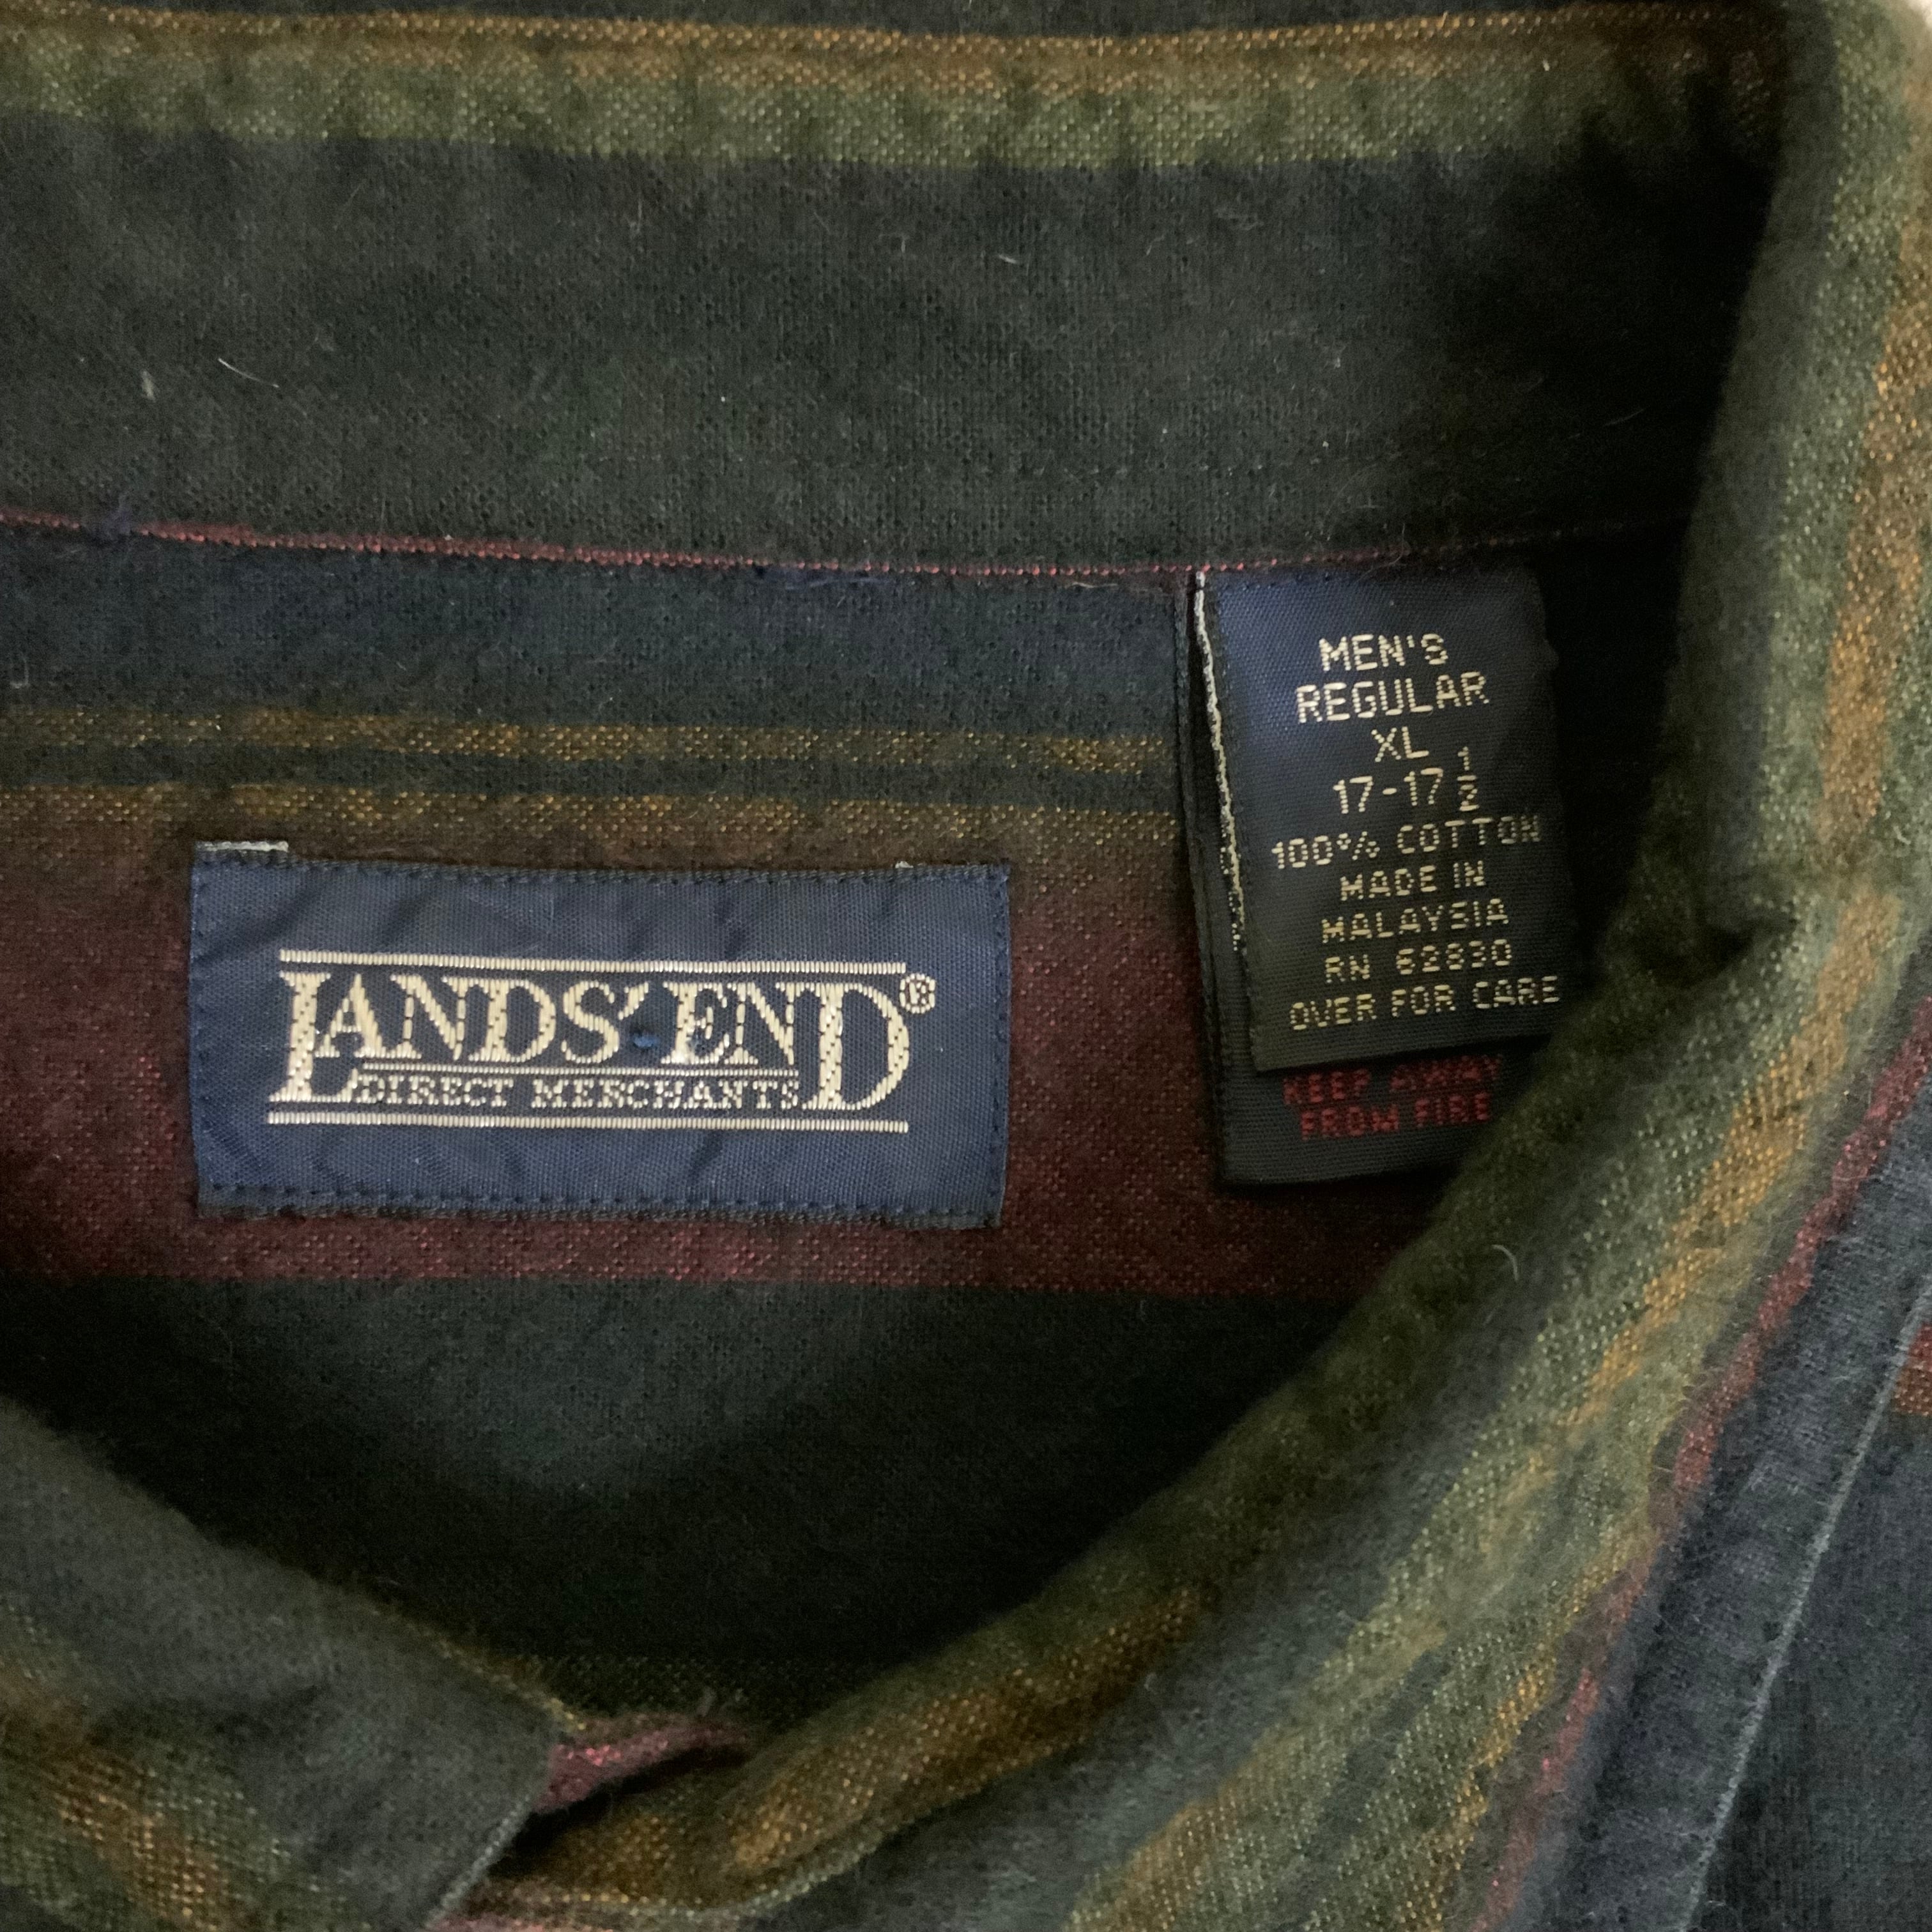 LANDS' END®
DIRECT MERCHANTS
MEN'S
REGULAR
XL
17-17 1/2
100% COTTON
MADE IN
MALAYSIA
RN 62830
OVER FOR CARE
KEEP AWAY
FROM FIRE